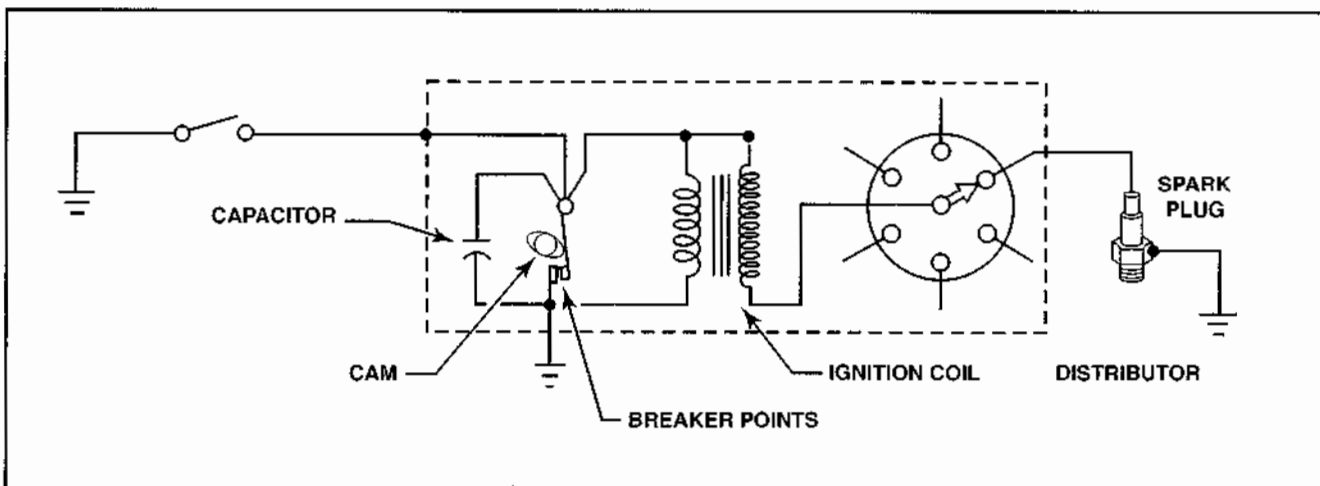 CAPACITOR
SPARK
PLUG
CAM
IGNITION COIL
DISTRIBUTOR
BREAKER POINTS